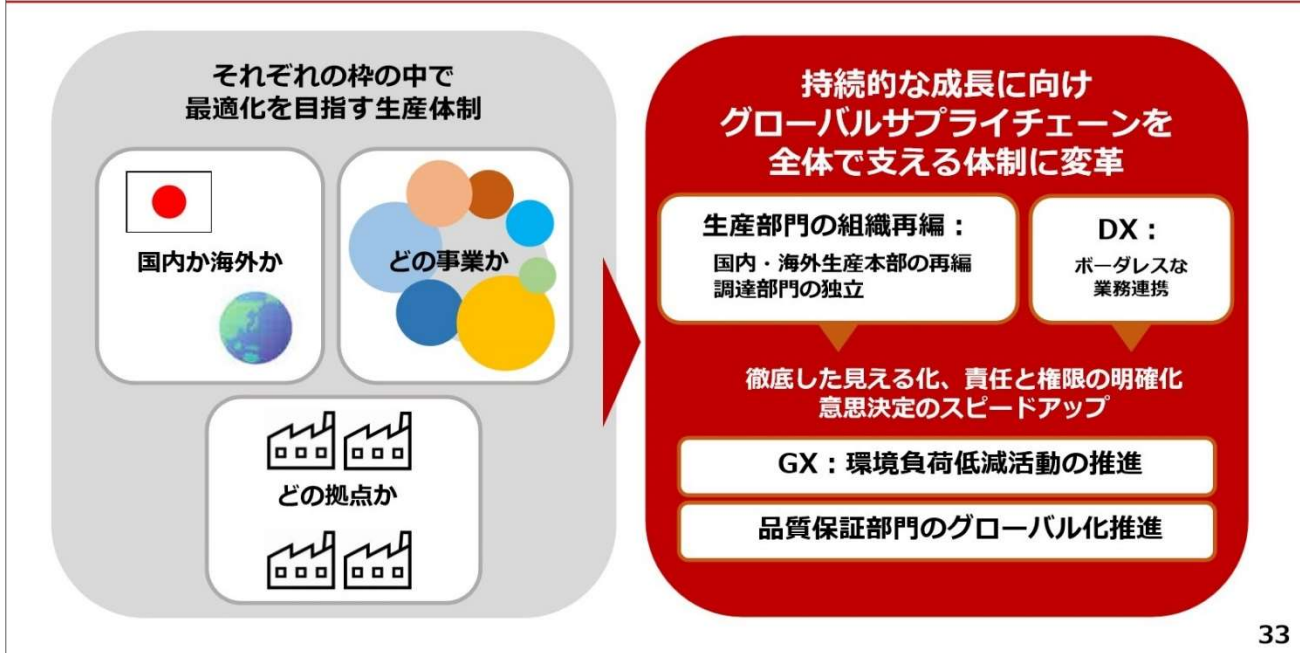 それぞれの枠の中で
最適化を目指す生産体制
国内か海外か
どの事業か
どの拠点か
持続的な成長に向け
グローバルサプライチェーンを
全体で支える体制に変革
生産部門の組織再編：
国内・海外生産本部の再編
調達部門の独立
DX：
ボーダレスな
業務連携
徹底した見える化、責任と権限の明確化
意思決定のスピードアップ
GX：環境負荷低減活動の推進
品質保証部門のグローバル化推進
33